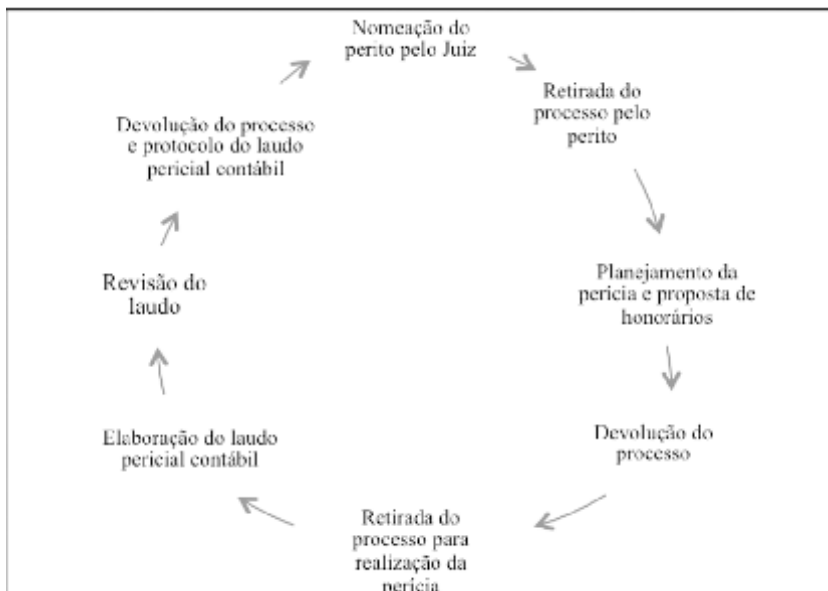 Nomeação do
perito pelo Juiz
Retirada do
processo pelo
perito
Planejamento da
perícia e proposta de
honorários
Devolução do
processo
Retirada do
processo para
realização da
perícia
Elaboração do laudo
pericial contábil
Revisão do
laudo
Devolução do processo
e protocolo do laudo
pericial contábil